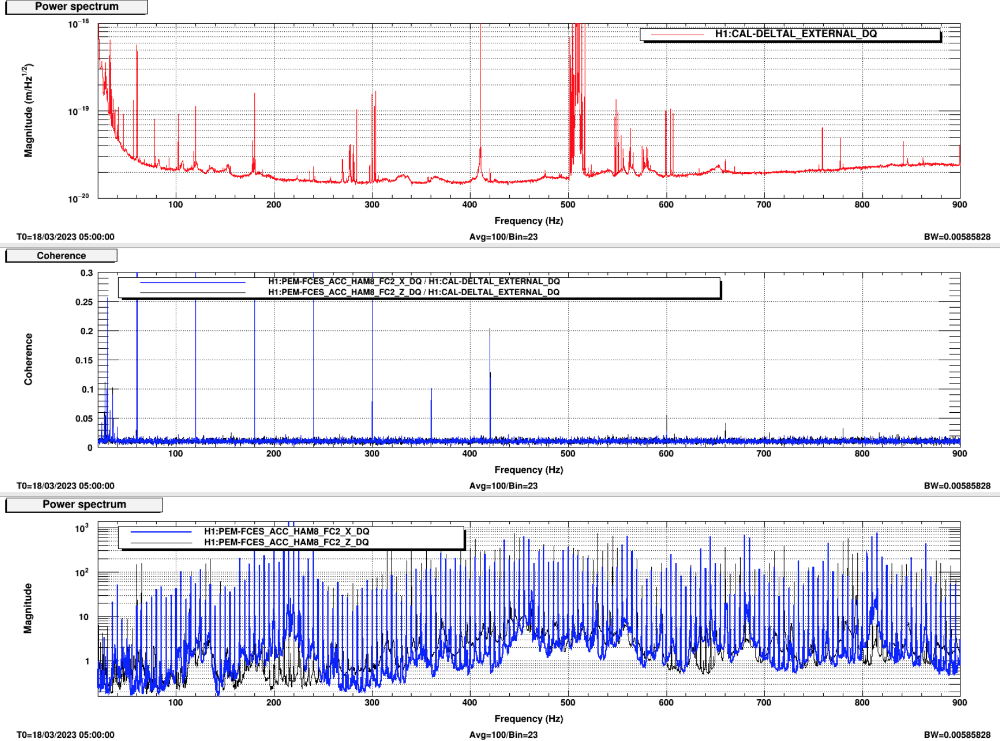 Power spectrum
10−18
H1:CAL-DELTAL_EXTERNAL_DQ
Magnitude (m/Hz1/2)
10−19
10−20
100 200 300 400 500 600 700 800 900
Frequency (Hz)
T0=18/03/2023 05:00:00 Avg=100/Bin=23 BW=0.00585828
Coherence
0.3
H1:PEM-FCES_ACC_HAM8_FC2_X_DQ / H1:CAL-DELTAL_EXTERNAL_DQ
H1:PEM-FCES_ACC_HAM8_FC2_Z_DQ / H1:CAL-DELTAL_EXTERNAL_DQ
0.25
0.2
Coherence
0.15
0.1
0.05
0
100 200 300 400 500 600 700 800 900
Frequency (Hz)
T0=18/03/2023 05:00:00 Avg=100/Bin=23 BW=0.00585828
Power spectrum
103
H1:PEM-FCES_ACC_HAM8_FC2_X_DQ
H1:PEM-FCES_ACC_HAM8_FC2_Z_DQ
102
Magnitude
10
1
100 200 300 400 500 600 700 800 900
Frequency (Hz)
T0=18/03/2023 05:00:00 Avg=100/Bin=23 BW=0.00585828